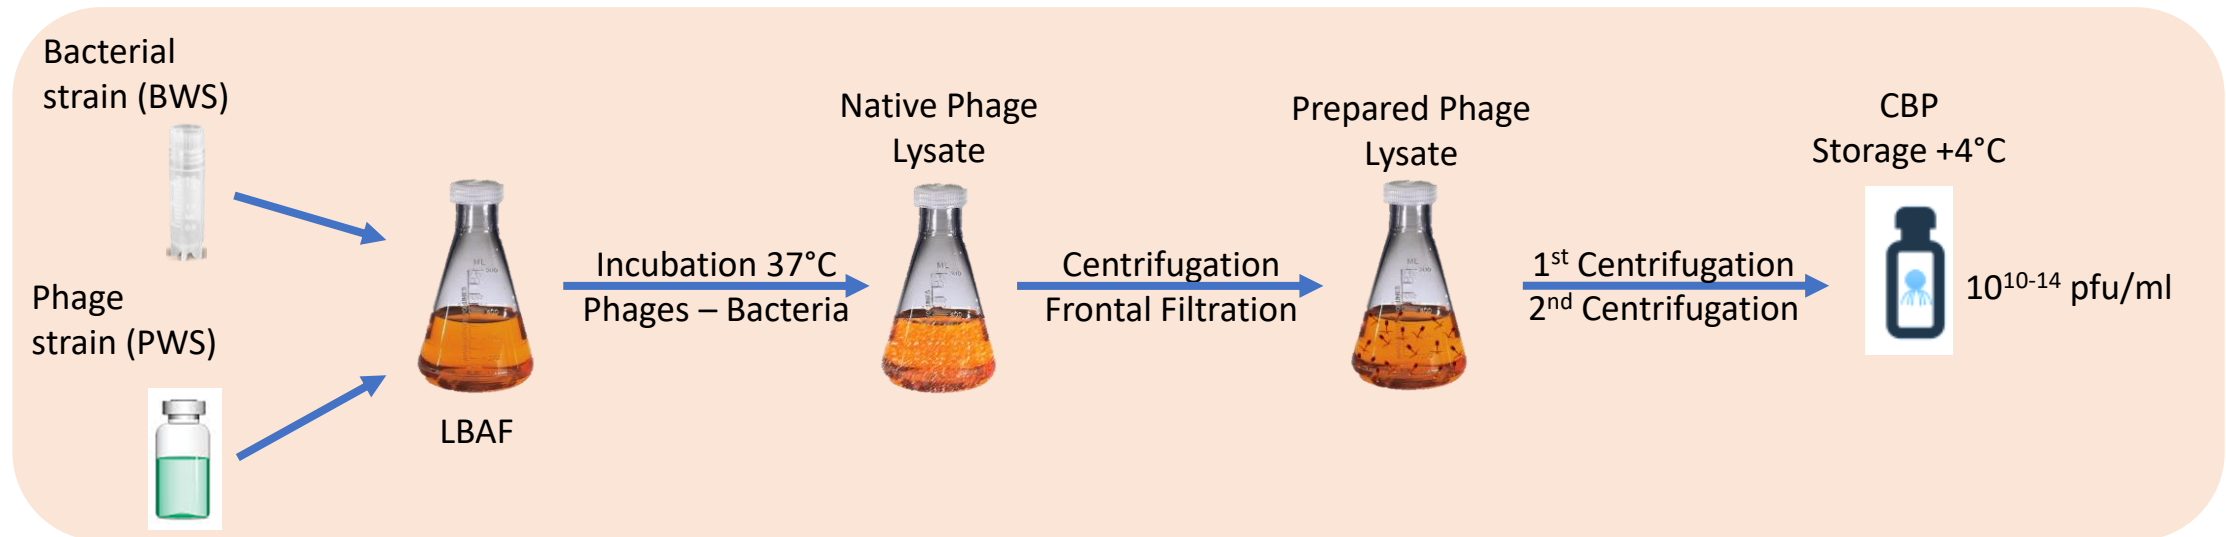 Bacterial
strain (BWS)
Phage
strain (PWS)
LBAF
Incubation 37°C
Phages – Bacteria
Native Phage
Lysate
Centrifugation
Frontal Filtration
Prepared Phage
Lysate
1st Centrifugation
2nd Centrifugation
CBP
Storage +4°C
10^10-14 pfu/ml